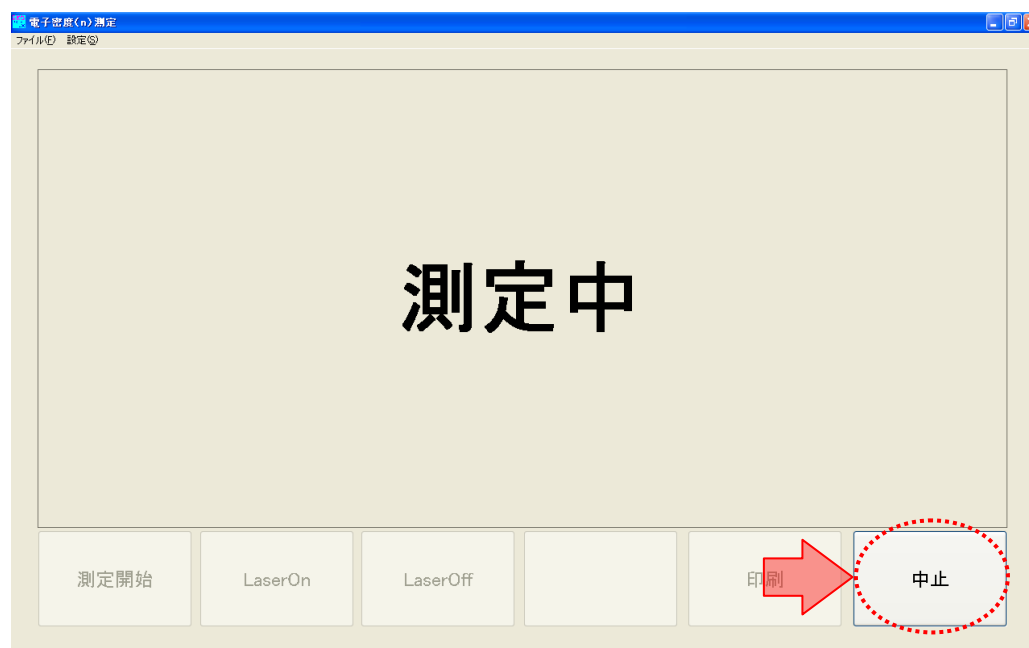 電子密度(n)測定
ファイル(F) 設定(S)
測定中
測定開始 LaserOn LaserOff 印刷 中止